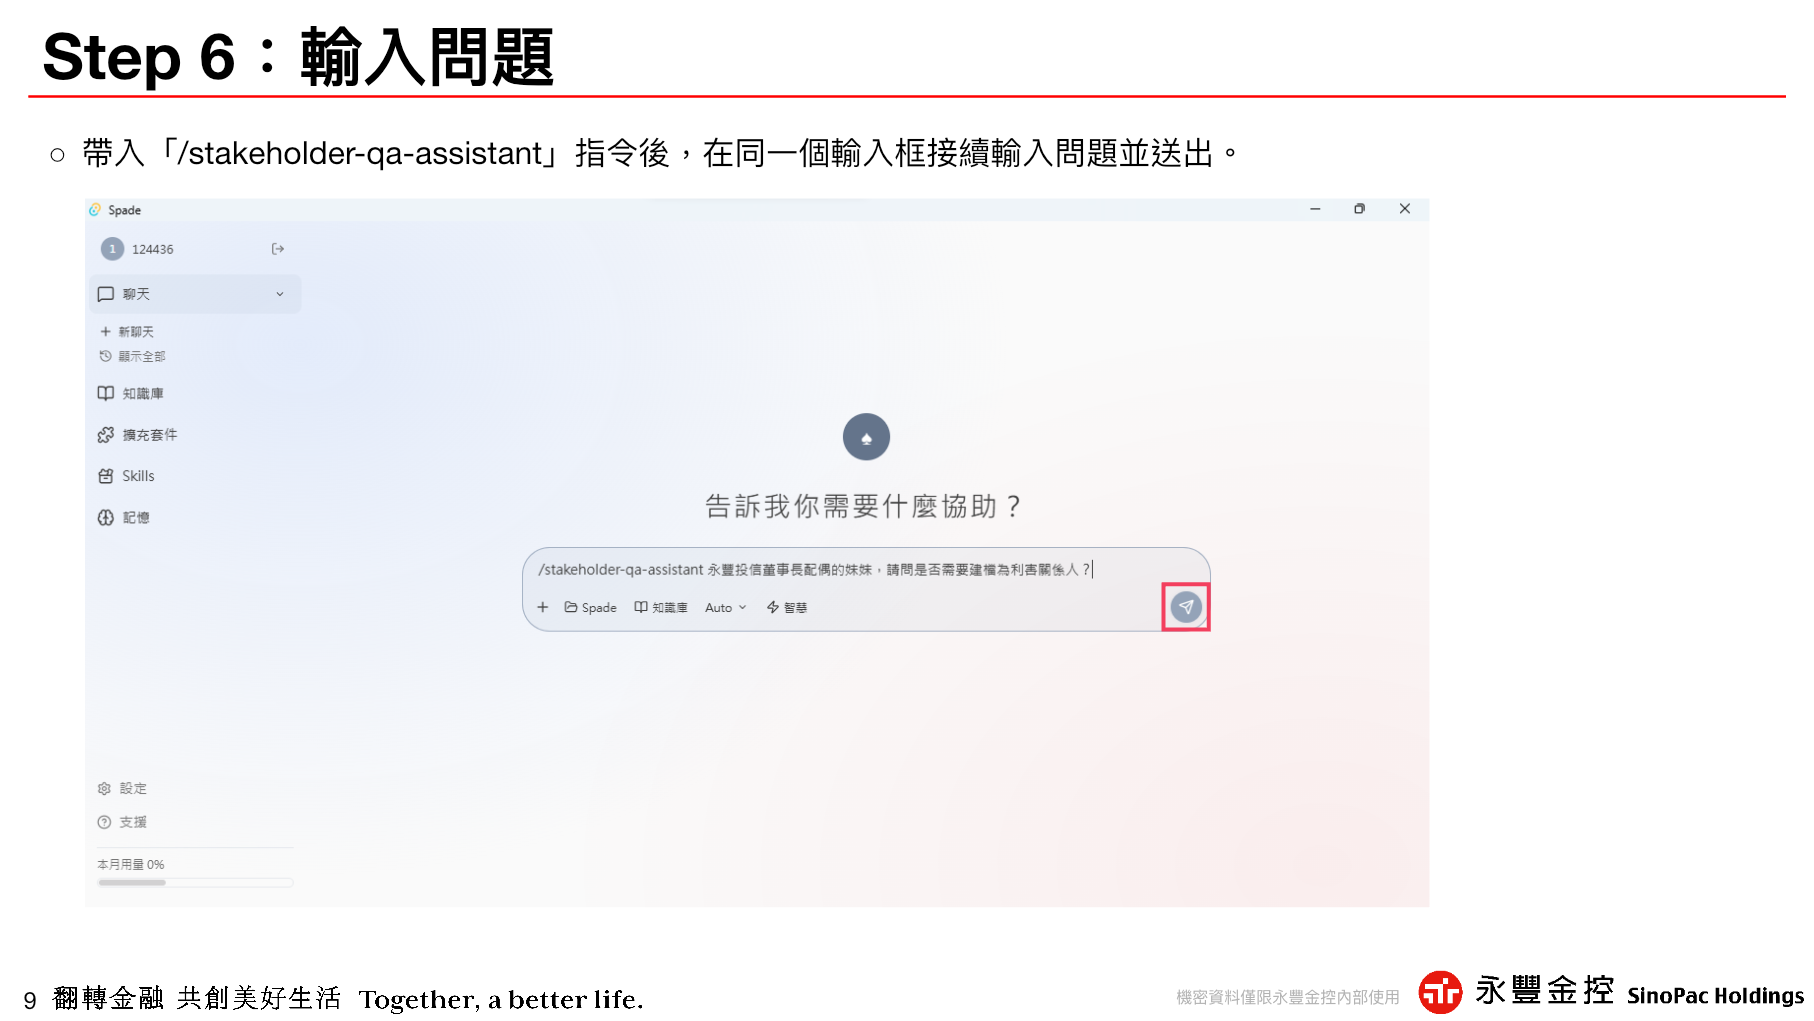 Step 6：輸入問題
帶入「/stakeholder-qa-assistant」指令後，在同一個輸入框接續輸入問題並送出。
Spade
1 124436
聊天
新聊天
顯示全部
知識庫
擴充套件
Skills
記憶
告訴我你需要什麼協助？
/stakeholder-qa-assistant 永豐投信董事長配偶的妹妹，請問是否需要建檔為利害關係人？
Spade 知識庫 Auto 智慧
設定
支援
本月用量 0%
9 翻轉金融 共創美好生活 Together, a better life.
機密資料僅限永豐金控內部使用
永豐金控 SinoPac Holdings